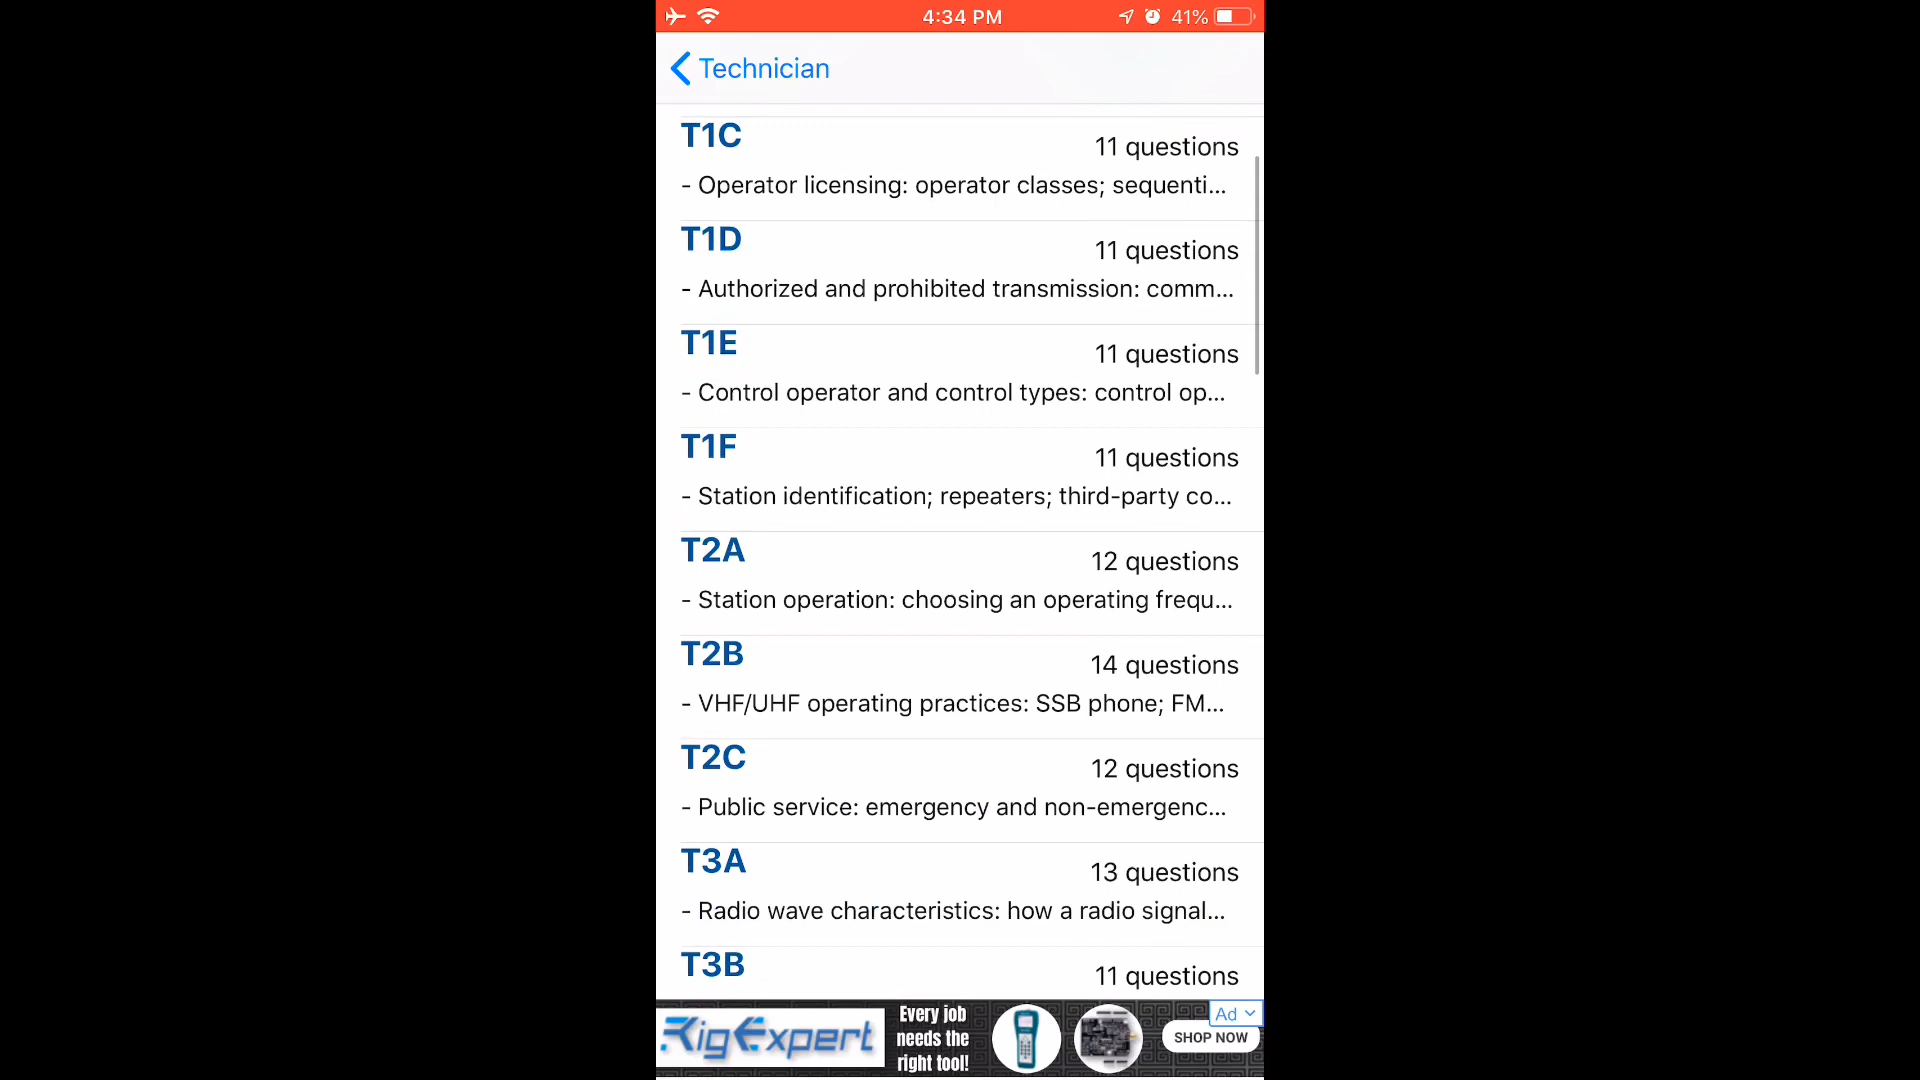 4:34 PM
41%
Technician
T1C
11 questions
- Operator licensing: operator classes; sequenti...
T1D
11 questions
- Authorized and prohibited transmission: comm...
T1E
11 questions
- Control operator and control types: control op...
T1F
11 questions
- Station identification; repeaters; third-party co...
T2A
12 questions
- Station operation: choosing an operating frequ...
T2B
14 questions
- VHF/UHF operating practices: SSB phone; FM...
T2C
12 questions
- Public service: emergency and non-emergenc...
T3A
13 questions
- Radio wave characteristics: how a radio signal...
T3B
11 questions
RigExpert
Every job
needs the
right tool!
Ad
SHOP NOW